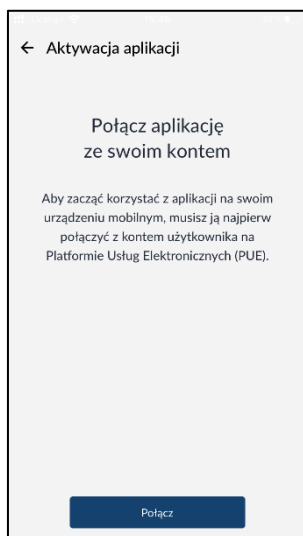 ← Aktywacja aplikacji
Połącz aplikację
ze swoim kontem
Aby zacząć korzystać z aplikacji na swoim
urządzeniu mobilnym, musisz ją najpierw
połączyć z kontem użytkownika na
Platformie Usług Elektronicznych (PUE).
Połącz